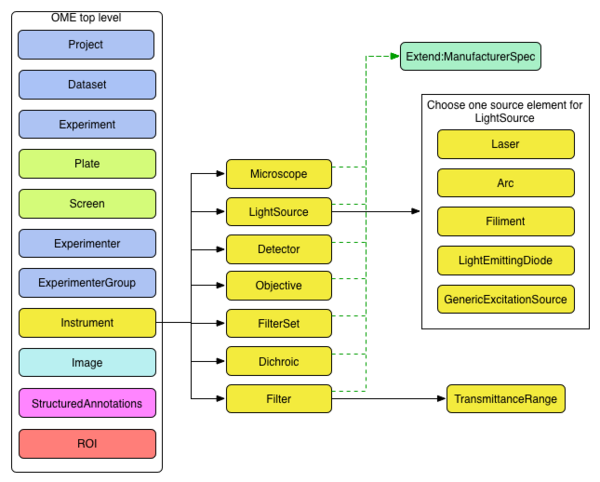 OME top level
Project
Dataset
Experiment
Plate
Screen
Experimenter
ExperimenterGroup
Instrument
Image
StructuredAnnotations
ROI
Microscope
LightSource
Detector
Objective
FilterSet
Dichroic
Filter
Extend:ManufacturerSpec
Choose one source element for
LightSource
Laser
Arc
Filiment
LightEmittingDiode
GenericExcitationSource
TransmittanceRange